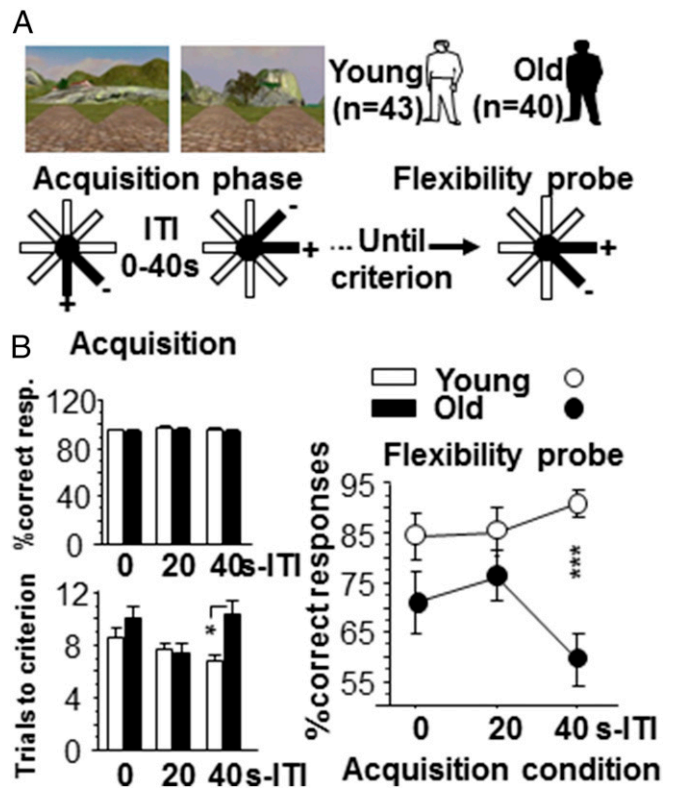 A
Young
(n=43)
Old
(n=40)
Acquisition phase
Flexibility probe
ITI
0-40s
+
-
-
+
... Until
criterion
+
-
B
Acquisition
Young
Old
%correct resp.
120
80
40
0
0 20 40s-ITI
Trials to criterion
12
8
4
0
*
0 20 40s-ITI
Flexibility probe
%correct responses
95
85
75
65
55
***
0 20 40 s-ITI
Acquisition condition